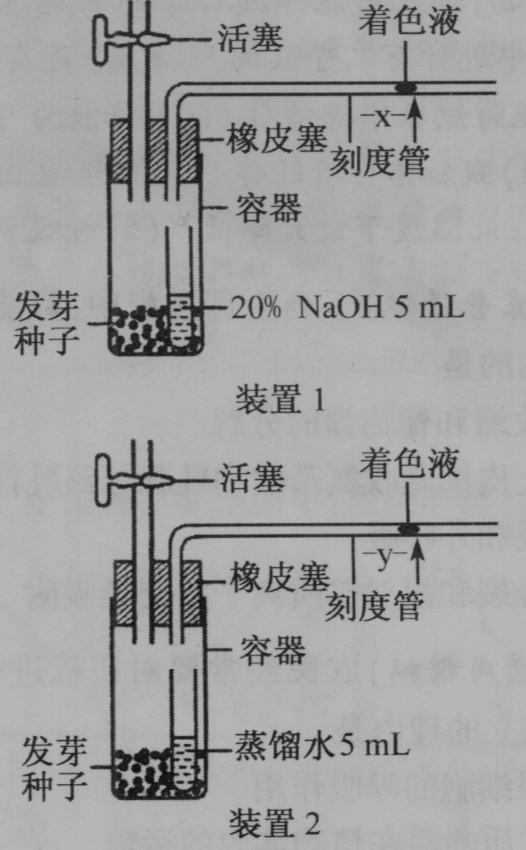 活塞
着色液
-x-
橡皮塞
刻度管
容器
发芽
种子
20% NaOH 5 mL
装置1
活塞
着色液
-y-
橡皮塞
刻度管
容器
发芽
种子
蒸馏水5 mL
装置2